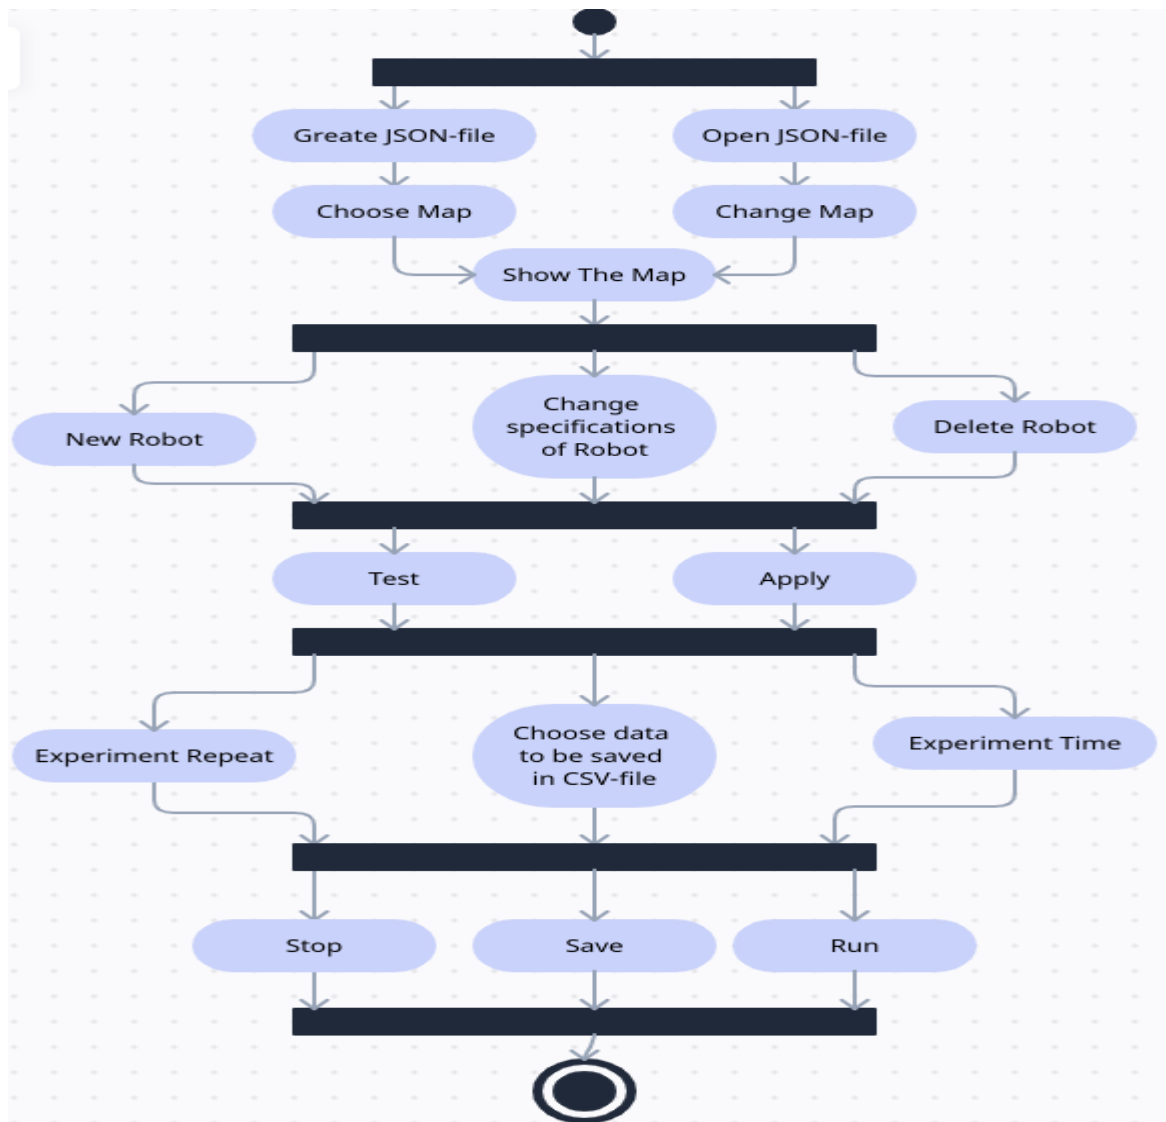 Greate JSON-file
Open JSON-file
Choose Map
Change Map
Show The Map
New Robot
Change
specifications
of Robot
Delete Robot
Test
Apply
Experiment Repeat
Choose data
to be saved
in CSV-file
Experiment Time
Stop
Save
Run